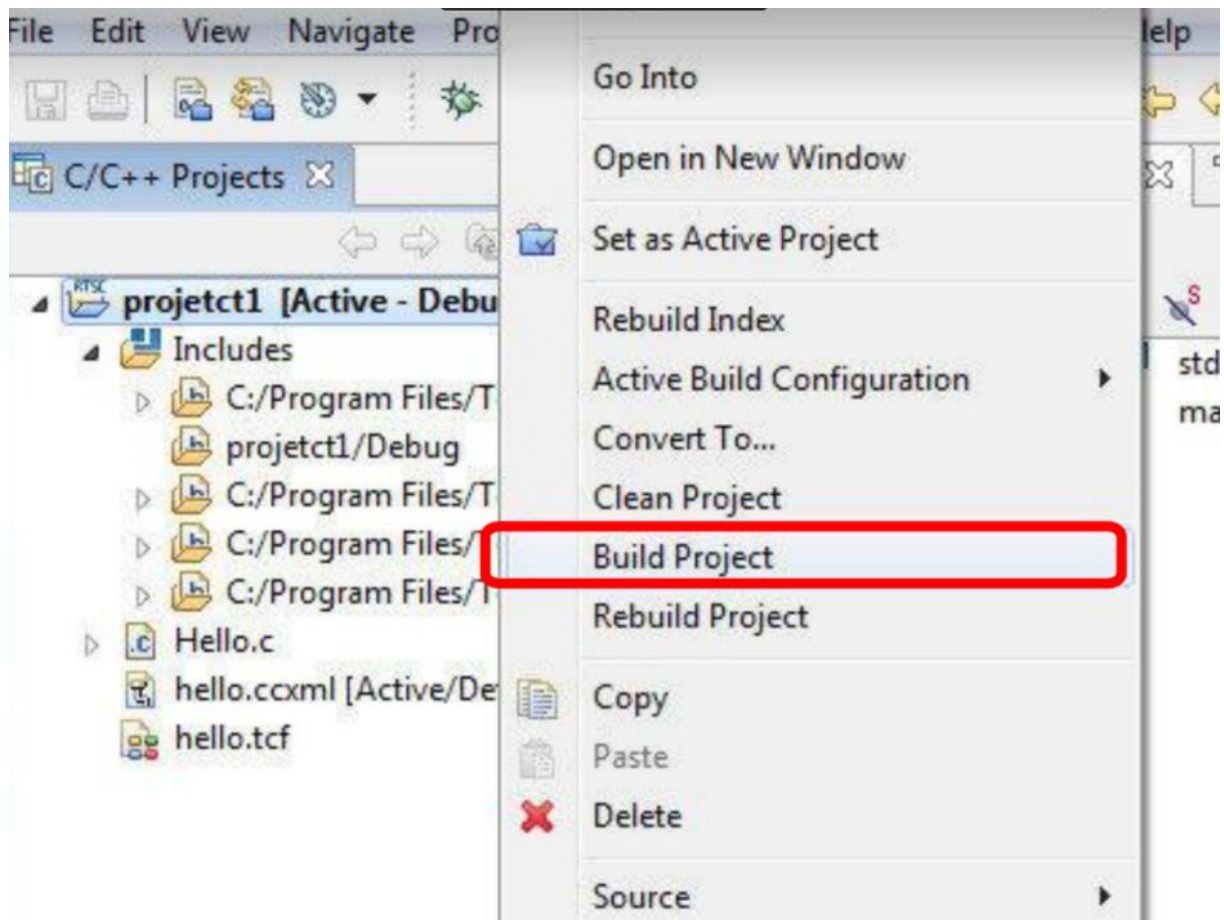 File Edit View Navigate Pro
Help
C/C++ Projects
projetct1 [Active - Debu
Includes
C:/Program Files/T
projetct1/Debug
C:/Program Files/T
C:/Program Files/T
C:/Program Files/T
Hello.c
hello.ccxml [Active/De
hello.tcf
Go Into
Open in New Window
Set as Active Project
Rebuild Index
Active Build Configuration
Convert To...
Clean Project
Build Project
Rebuild Project
Copy
Paste
Delete
Source
S
std
ma